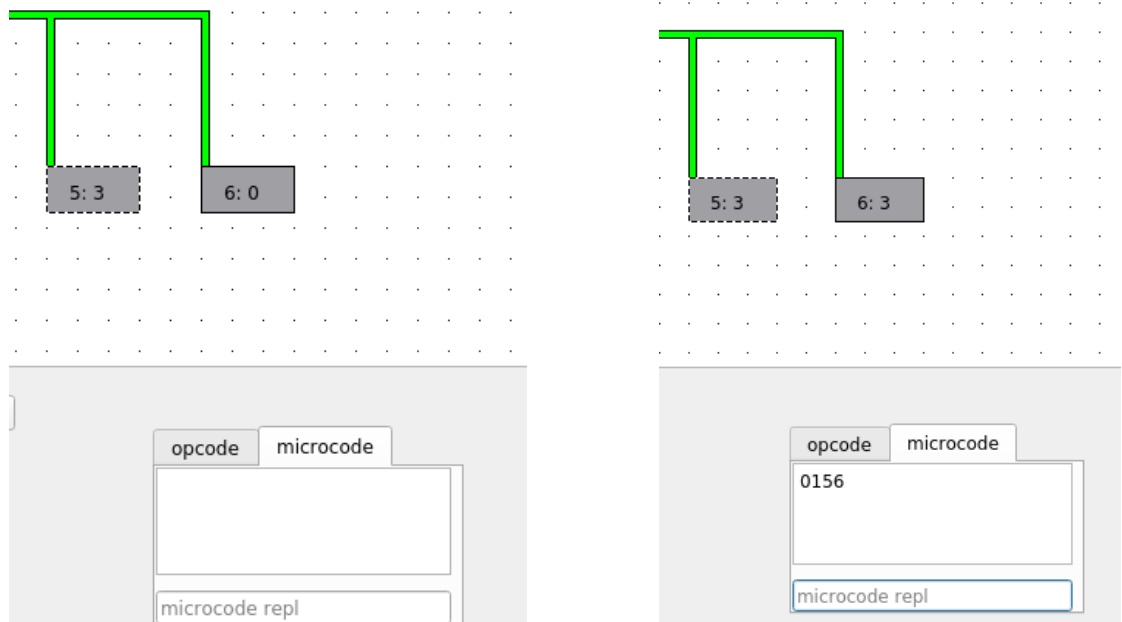 5: 3
6: 0
opcode
microcode
microcode repl
5: 3
6: 3
opcode
microcode
0156
microcode repl